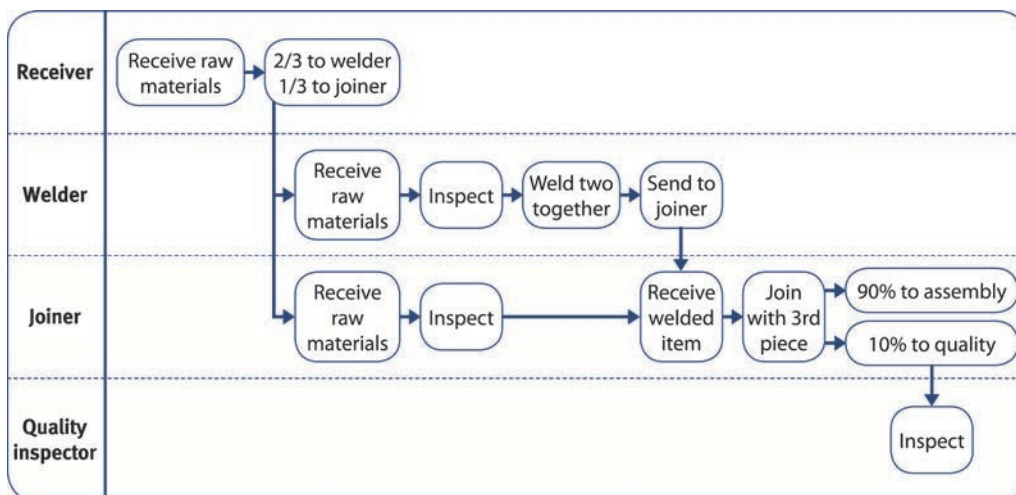 Receiver
Receive raw
materials
2/3 to welder
1/3 to joiner
Welder
Receive
raw
materials
Inspect
Weld two
together
Send to
joiner
Joiner
Receive
raw
materials
Inspect
Receive
welded
item
Join
with 3rd
piece
90% to assembly
10% to quality
Quality
inspector
Inspect